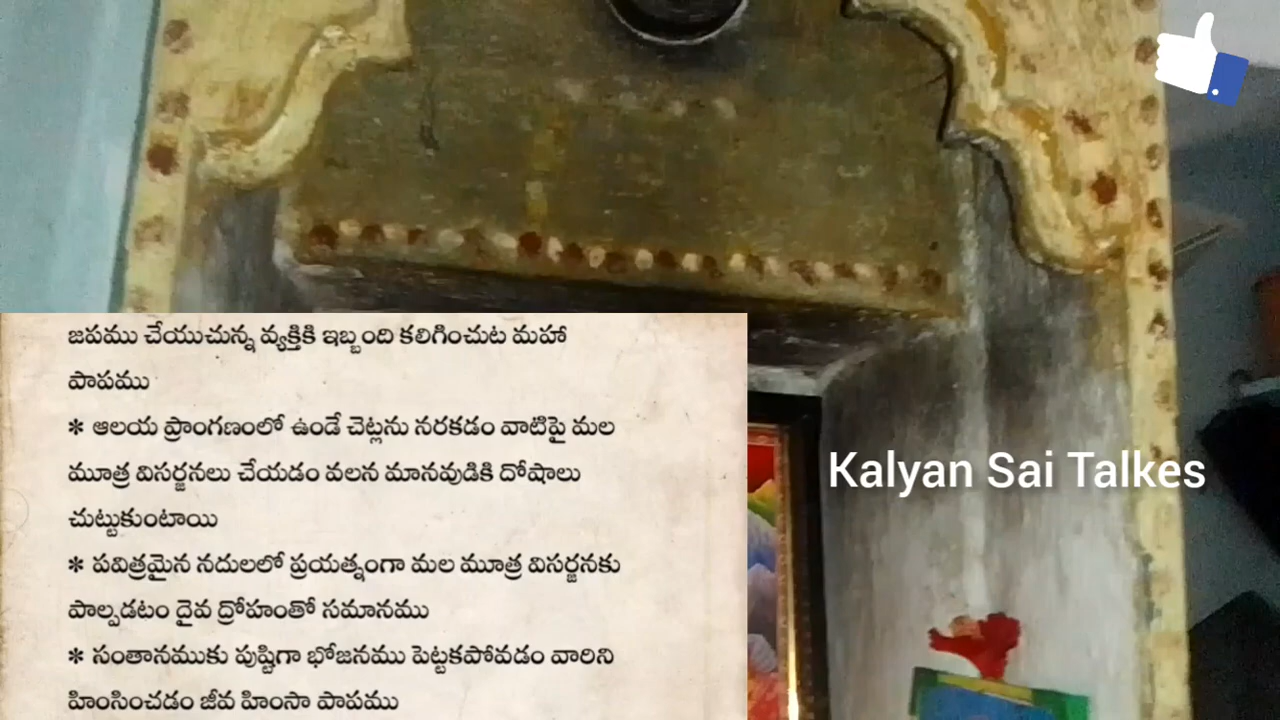 జపము చేయుచున్న వ్యక్తికి ఇబ్బంది కలిగించుట మహా
పాపము
* ఆలయ ప్రాంగణంలో ఉండే చెట్లను నరకడం వాటిపై మల
మూత్ర విసర్జనలు చేయడం వలన మానవుడికి దోషాలు
చుట్టుకుంటాయి
* పవిత్రమైన నదులలో ప్రయత్నంగా మల మూత్ర విసర్జనకు
పాల్పడటం దైవ ద్రోహంతో సమానము
* సంతానముకు పుష్టిగా భోజనము పెట్టకపోవడం వారిని
హింసించడం జీవ హింసా పాపము
Kalyan Sai Talkes